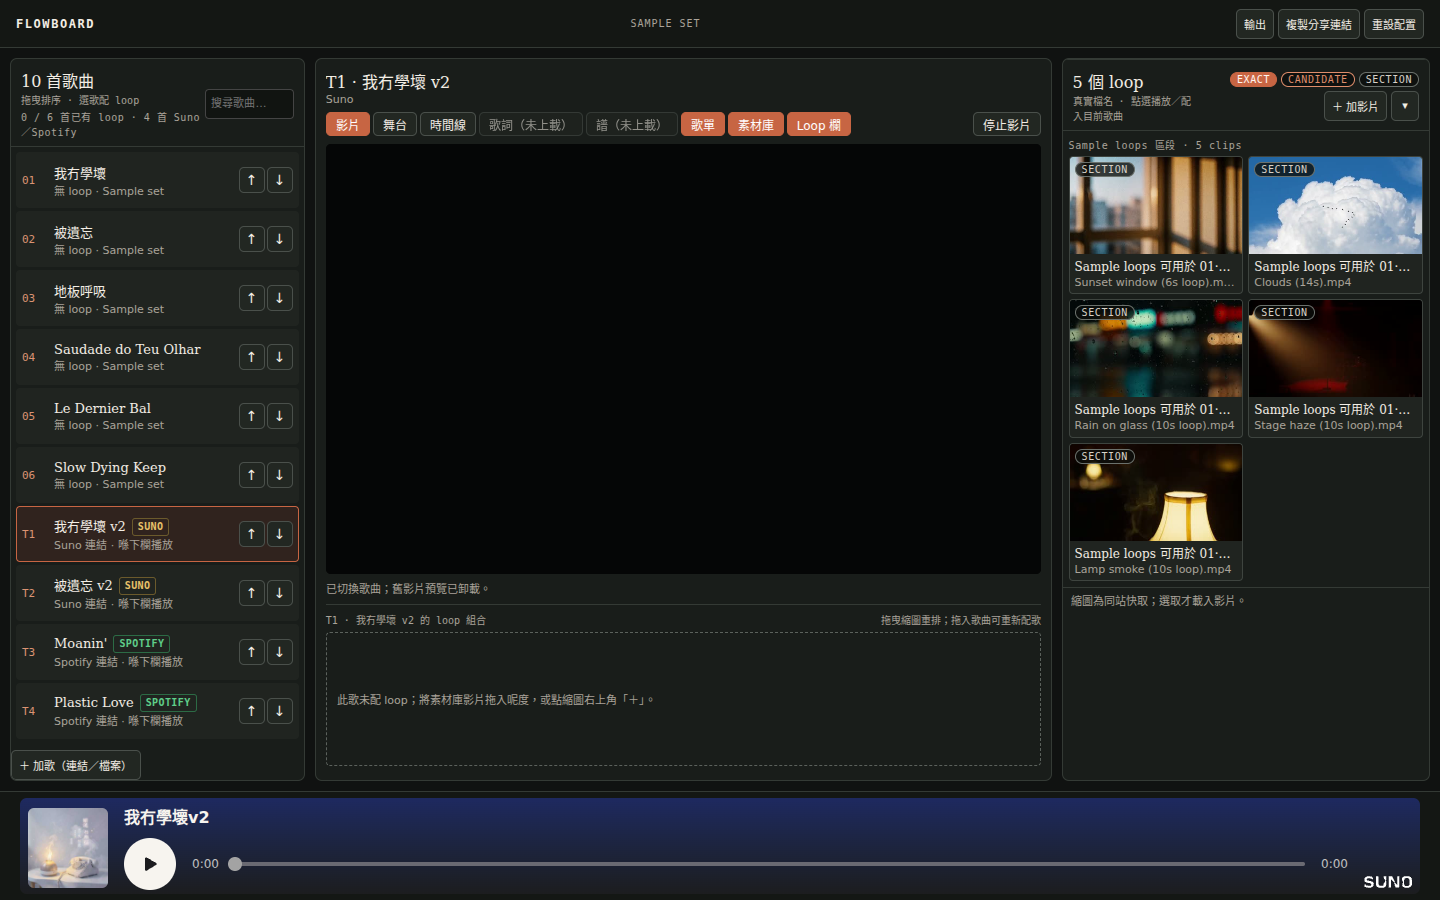 FLOWBOARD
SAMPLE SET
輸出
複製分享連結
重設配置
10 首歌曲
拖曳排序 · 選歌配 loop
0 / 6 首已有 loop · 4 首 Suno
／Spotify
搜尋歌曲…
01
我冇學壞
無 loop · Sample set
↑
↓
02
被遺忘
無 loop · Sample set
↑
↓
03
地板呼吸
無 loop · Sample set
↑
↓
04
Saudade do Teu Olhar
無 loop · Sample set
↑
↓
05
Le Dernier Bal
無 loop · Sample set
↑
↓
06
Slow Dying Keep
無 loop · Sample set
↑
↓
T1
我冇學壞 v2 SUNO
Suno 連結 · 喺下欄播放
↑
↓
T2
被遺忘 v2 SUNO
Suno 連結 · 喺下欄播放
↑
↓
T3
Moanin' SPOTIFY
Spotify 連結 · 喺下欄播放
↑
↓
T4
Plastic Love SPOTIFY
Spotify 連結 · 喺下欄播放
↑
↓
＋ 加歌（連結／檔案）
T1 · 我冇學壞 v2
Suno
影片
舞台
時間線
歌詞（未上載）
譜（未上載）
歌單
素材庫
Loop 欄
停止影片
已切換歌曲；舊影片預覽已卸載。
T1 · 我冇學壞 v2 的 loop 組合
拖曳縮圖重排；拖入歌曲可重新配歌
此歌未配 loop；將素材庫影片拖入呢度，或點縮圖右上角「＋」。
5 個 loop
EXACT
CANDIDATE
SECTION
真實檔名 · 點選播放／配
入目前歌曲
＋ 加影片
▾
Sample loops 區段 · 5 clips
SECTION
Sample loops 可用於 01·…
Sunset window (6s loop).m…
SECTION
Sample loops 可用於 01·…
Clouds (14s).mp4
SECTION
Sample loops 可用於 01·…
Rain on glass (10s loop).mp4
SECTION
Sample loops 可用於 01·…
Stage haze (10s loop).mp4
SECTION
Sample loops 可用於 01·…
Lamp smoke (10s loop).mp4
縮圖為同站快取；選取才載入影片。
我冇學壞v2
0:00
0:00
SUNO